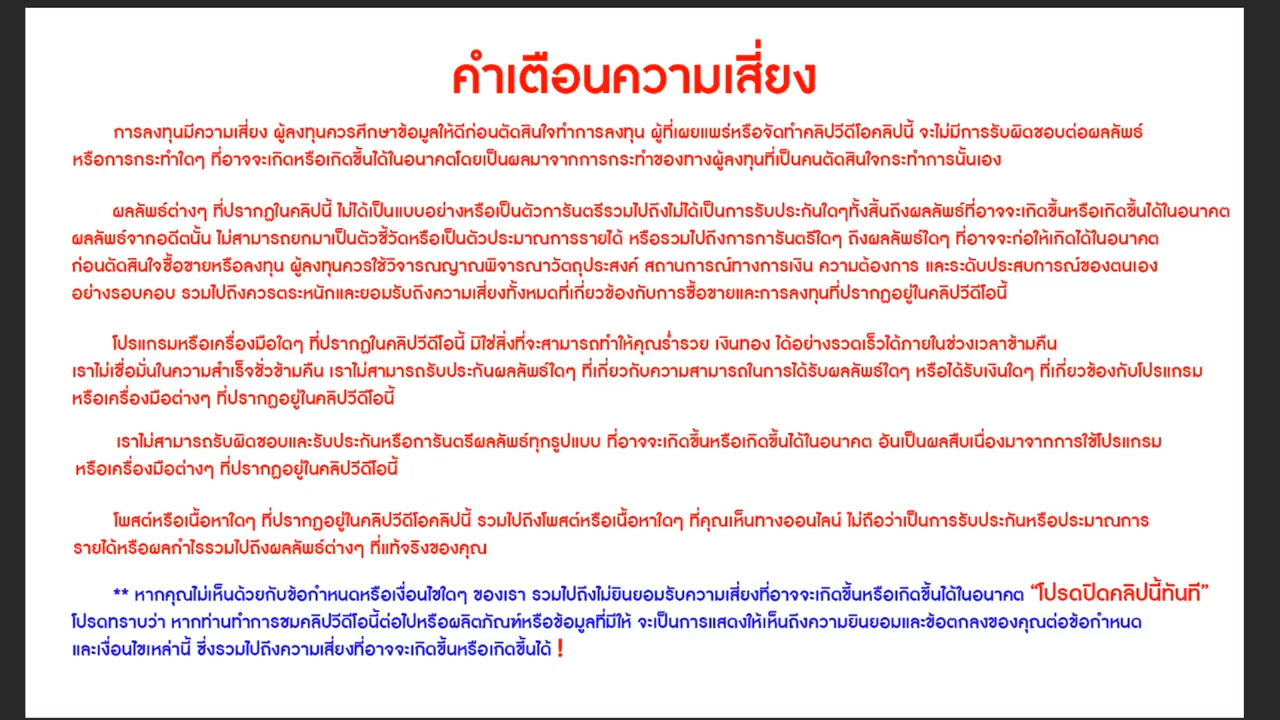 คำเตือนความเสี่ยง
การลงทุนมีความเสี่ยง ผู้ลงทุนควรศึกษาข้อมูลให้ดีก่อนตัดสินใจทำการลงทุน ผู้ที่เผยแพร่หรือจัดทำคลิปวีดีโอคลิปนี้ จะไม่มีการรับผิดชอบต่อผลลัพธ์
หรือการกระทำใดๆ ที่อาจจะเกิดหรือเกิดขึ้นได้ในอนาคตโดยเป็นผลมาจากการกระทำของทางผู้ลงทุนที่เป็นคนตัดสินใจกระทำการนั้นเอง
ผลลัพธ์ต่างๆ ที่ปรากฏในคลิปนี้ ไม่ได้เป็นแบบอย่างหรือเป็นตัวการันตรีรวมไปถึงไม่ได้เป็นการรับประกันใดๆทั้งสิ้นถึงผลลัพธ์ที่อาจจะเกิดขึ้นหรือเกิดขึ้นได้ในอนาคต
ผลลัพธ์จากอดีตนั้น ไม่สามารถยกมาเป็นตัวชี้วัดหรือเป็นตัวประมาณการรายได้ หรือรวมไปถึงการการันตรีใดๆ ถึงผลลัพธ์ใดๆ ที่อาจจะก่อให้เกิดได้ในอนาคต
ก่อนตัดสินใจซื้อขายหรือลงทุน ผู้ลงทุนควรใช้วิจารณญาณพิจารณาวัตถุประสงค์ สถานการณ์ทางการเงิน ความต้องการ และระดับประสบการณ์ของตนเอง
อย่างรอบคอบ รวมไปถึงควรตระหนักและยอมรับถึงความเสี่ยงทั้งหมดที่เกี่ยวข้องกับการซื้อขายและการลงทุนที่ปรากฏอยู่ในคลิปวีดีโอนี้
โปรแกรมหรือเครื่องมือใดๆ ที่ปรากฏในคลิปวีดีโอนี้ มิใช่สิ่งที่จะสามารถทำให้คุณร่ำรวย เงินทอง ได้อย่างรวดเร็วได้ภายในช่วงเวลาข้ามคืน
เราไม่เชื่อมั่นในความสำเร็จชั่วข้ามคืน เราไม่สามารถรับประกันผลลัพธ์ใดๆ ที่เกี่ยวกับความสามารถในการได้รับผลลัพธ์ใดๆ หรือได้รับเงินใดๆ ที่เกี่ยวข้องกับโปรแกรม
หรือเครื่องมือต่างๆ ที่ปรากฏอยู่ในคลิปวีดีโอนี้
เราไม่สามารถรับผิดชอบและรับประกันหรือการันตรีผลลัพธ์ทุกรูปแบบ ที่อาจจะเกิดขึ้นหรือเกิดขึ้นได้ในอนาคต อันเป็นผลสืบเนื่องมาจากการใช้โปรแกรม
หรือเครื่องมือต่างๆ ที่ปรากฏอยู่ในคลิปวีดีโอนี้
โพสต์หรือเนื้อหาใดๆ ที่ปรากฏอยู่ในคลิปวีดีโอคลิปนี้ รวมไปถึงโพสต์หรือเนื้อหาใดๆ ที่คุณเห็นทางออนไลน์ ไม่ถือว่าเป็นการรับประกันหรือประมาณการ
รายได้หรือผลกำไรรวมไปถึงผลลัพธ์ต่างๆ ที่แท้จริงของคุณ
** หากคุณไม่เห็นด้วยกับข้อกำหนดหรือเงื่อนไขใดๆ ของเรา รวมไปถึงไม่ยินยอมรับความเสี่ยงที่อาจจะเกิดขึ้นหรือเกิดขึ้นได้ในอนาคต “โปรดปิดคลิปนี้ทันที”
โปรดทราบว่า หากท่านทำการชมคลิปวีดีโอนี้ต่อไปหรือผลิตภัณฑ์หรือข้อมูลที่มีให้ จะเป็นการแสดงให้เห็นถึงความยินยอมและข้อตกลงของคุณต่อข้อกำหนด
และเงื่อนไขเหล่านี้ ซึ่งรวมไปถึงความเสี่ยงที่อาจจะเกิดขึ้นหรือเกิดขึ้นได้ !